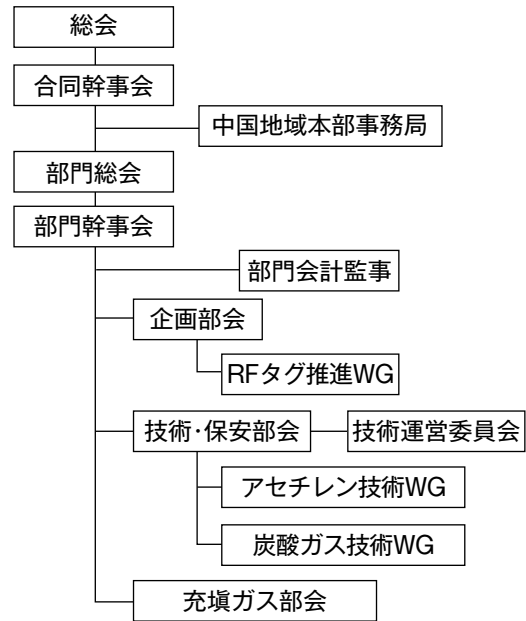 総会
合同幹事会
中国地域本部事務局
部門総会
部門幹事会
部門会計監事
企画部会
RFタグ推進WG
技術・保安部会
技術運営委員会
アセチレン技術WG
炭酸ガス技術WG
充塡ガス部会